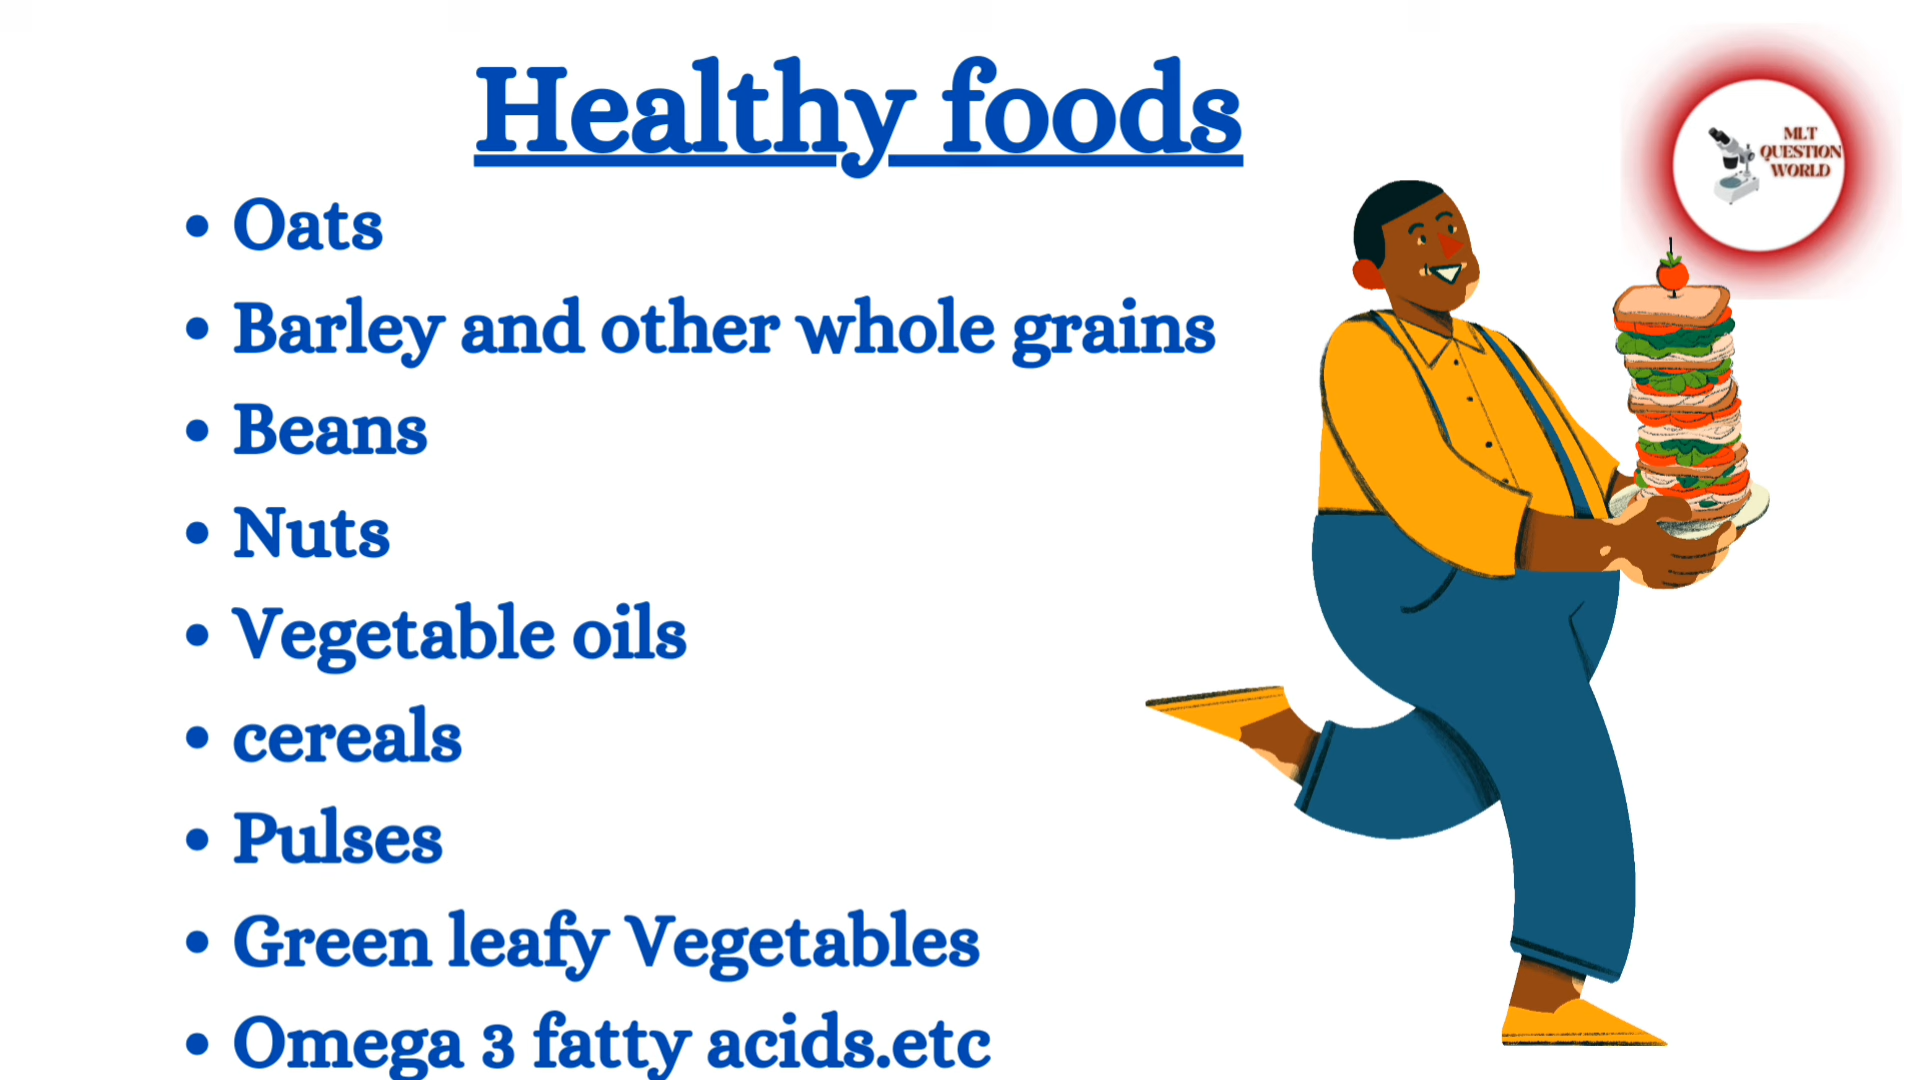 Healthy foods
MLT
QUESTION
WORLD
• Oats
• Barley and other whole grains
• Beans
• Nuts
• Vegetable oils
• cereals
• Pulses
• Green leafy Vegetables
• Omega 3 fatty acids.etc